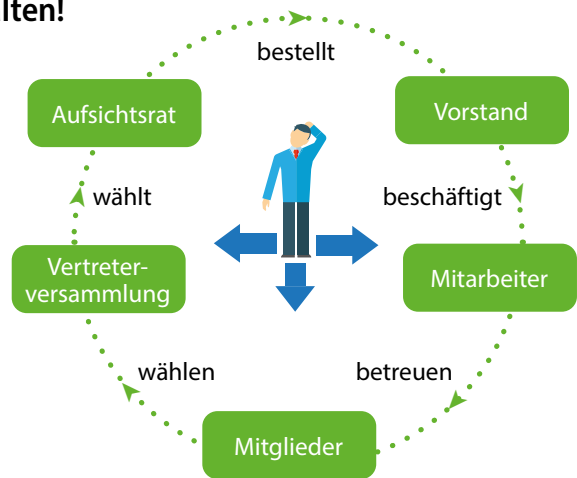 lten!
bestellt
Aufsichtsrat
Vorstand
wählt
beschäftigt
Vertreter-
versammlung
Mitarbeiter
wählen
betreuen
Mitglieder